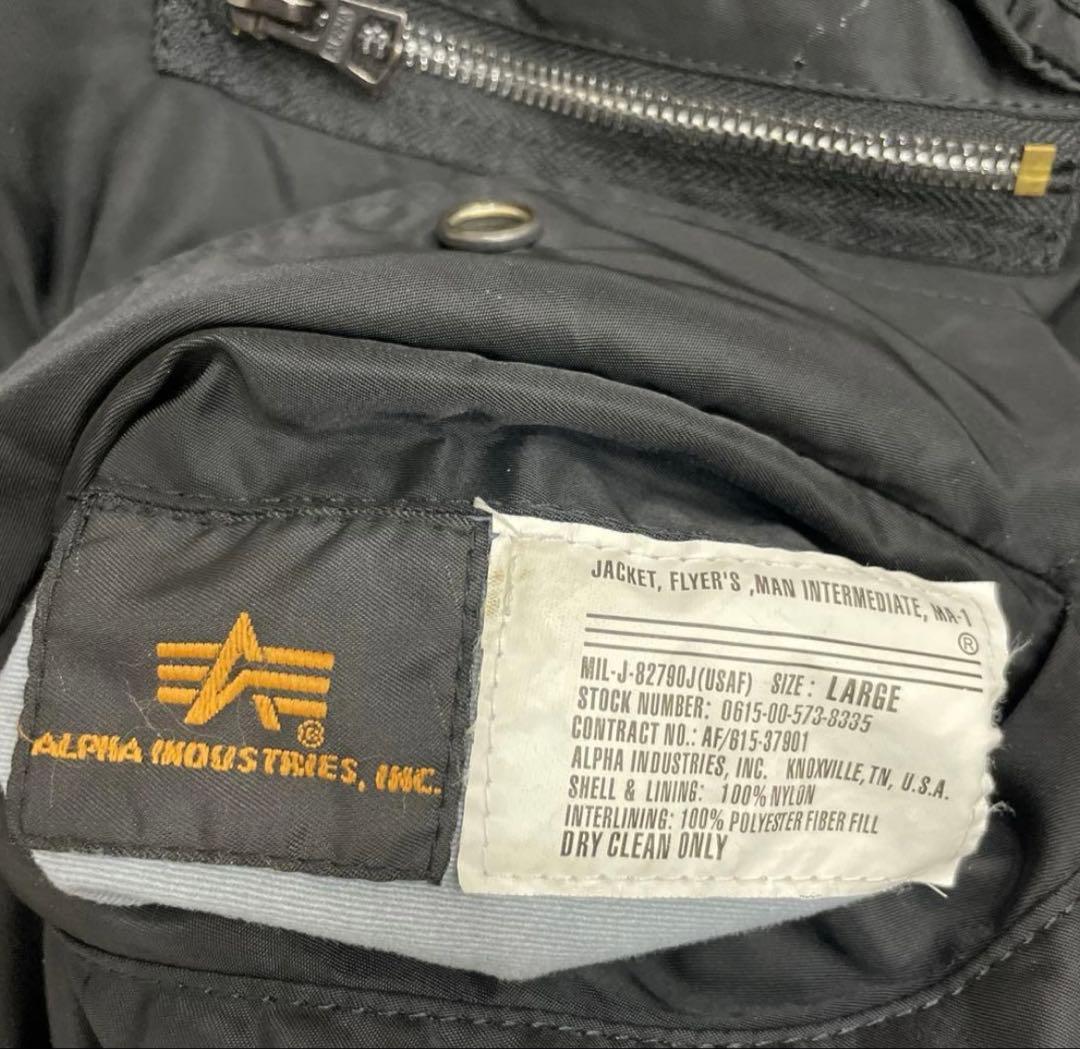 ALPHA INDUSTRIES, INC.
®
JACKET, FLYER'S ,MAN INTERMEDIATE, MA-1
®
MIL-J-82790J(USAF) SIZE: LARGE
STOCK NUMBER: 0615-00-573-8335
CONTRACT NO.: AF/615-37901
ALPHA INDUSTRIES, INC. KNOXVILLE, TN, U.S.A.
SHELL & LINING: 100% NYLON
INTERLINING: 100% POLYESTER FIBER FILL
DRY CLEAN ONLY